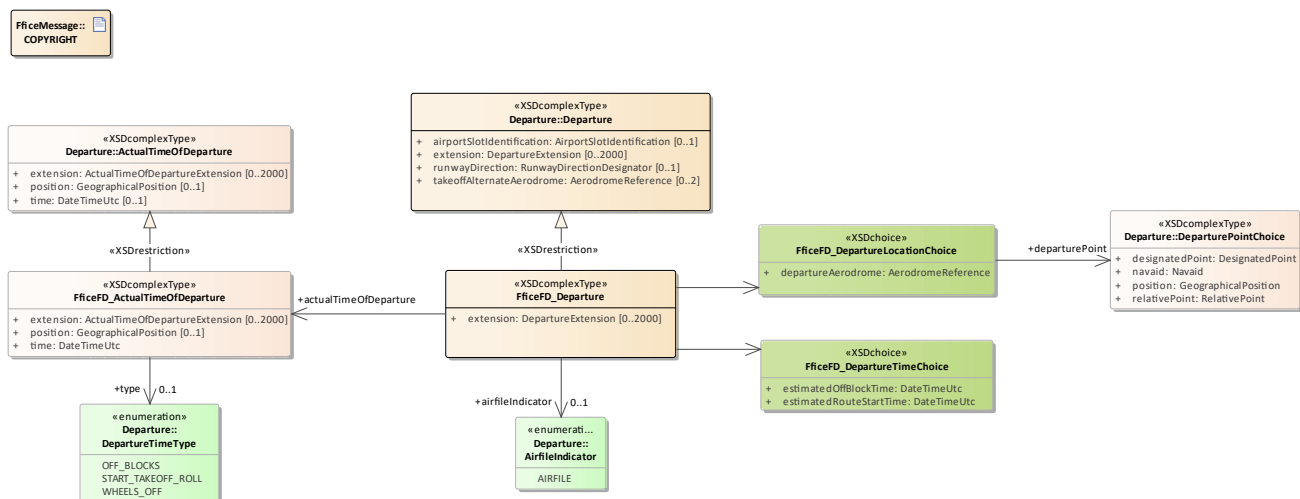 FficeMessage::
COPYRIGHT
«XSDcomplexType»
Departure::ActualTimeOfDeparture
+ extension: ActualTimeOfDepartureExtension [0..2000]
+ position: GeographicalPosition [0..1]
+ time: DateTimeUtc [0..1]
«XSDcomplexType»
Departure::Departure
+ airportSlotIdentification: AirportSlotIdentification [0..1]
+ extension: DepartureExtension [0..2000]
+ runwayDirection: RunwayDirectionDesignator [0..1]
+ takeoffAlternateAerodrome: AerodromeReference [0..2]
«XSDrestriction»
«XSDrestriction»
«XSDcomplexType»
FficeFD_ActualTimeOfDeparture
+ extension: ActualTimeOfDepartureExtension [0..2000]
+ position: GeographicalPosition [0..1]
+ time: DateTimeUtc
+actualTimeOfDeparture
«XSDcomplexType»
FficeFD_Departure
+ extension: DepartureExtension [0..2000]
«XSDchoice»
FficeFD_DepartureLocationChoice
+ departureAerodrome: AerodromeReference
+departurePoint
«XSDcomplexType»
Departure::DeparturePointChoice
+ designatedPoint: DesignatedPoint
+ navaid: Navaid
+ position: GeographicalPosition
+ relativePoint: RelativePoint
«XSDchoice»
FficeFD_DepartureTimeChoice
+ estimatedOffBlockTime: DateTimeUtc
+ estimatedRouteStartTime: DateTimeUtc
+type 0..1
«enumeration»
Departure::
DepartureTimeType
OFF_BLOCKS
START_TAKEOFF_ROLL
WHEELS_OFF
+airfileIndicator 0..1
«enumerati...
Departure::
AirfileIndicator
AIRFILE